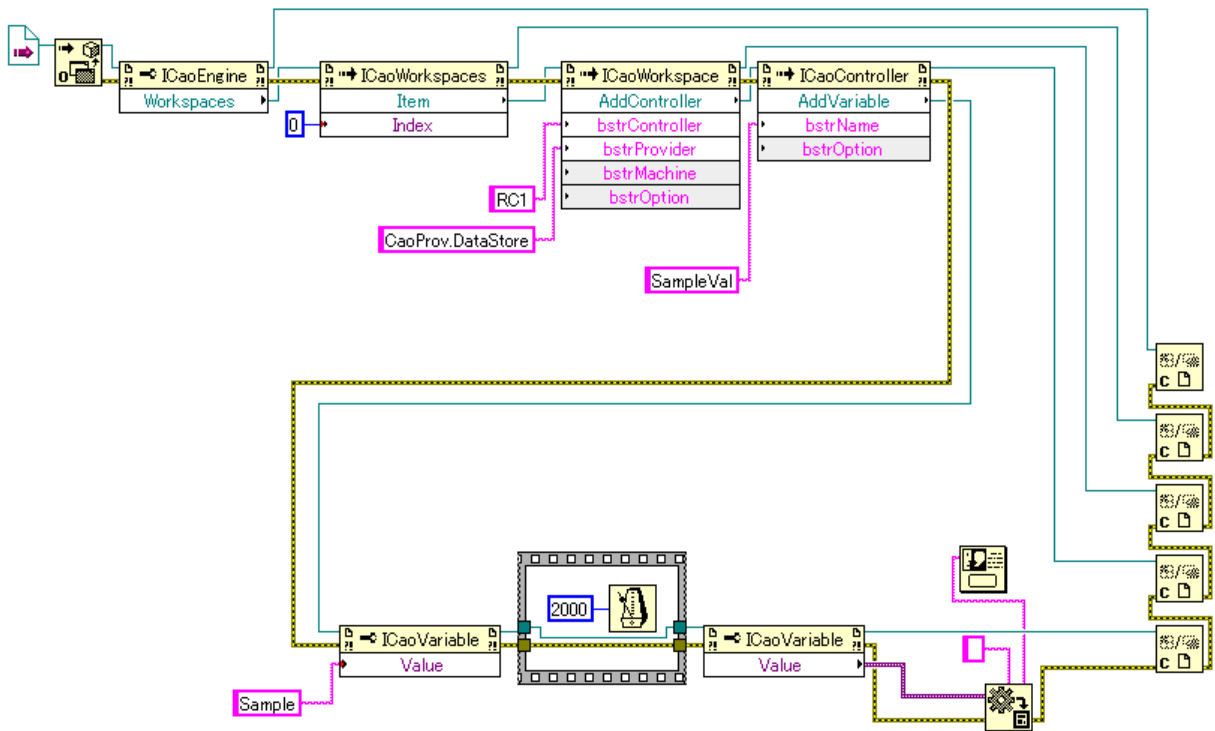 ICaoEngine
Workspaces
ICaoWorkspaces
Item
Index
0
ICaoWorkspace
AddController
bstrController
bstrProvider
bstrMachine
bstrOption
RC1
CaoProv.DataStore
ICaoController
AddVariable
bstrName
bstrOption
SampleVal
ICaoVariable
Value
Sample
2000
ICaoVariable
Value
C
C
C
C
C